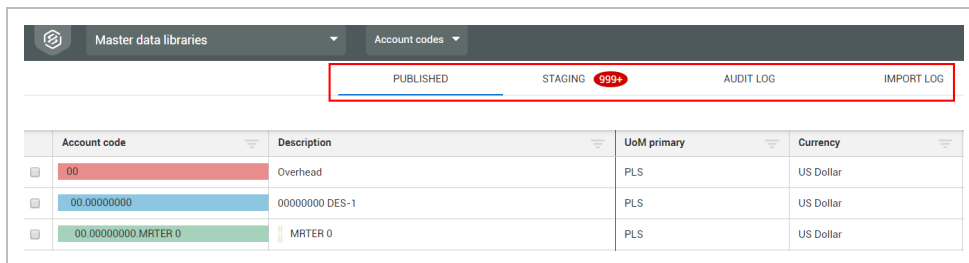 Master data libraries Account codes
PUBLISHED STAGING 999+ AUDIT LOG IMPORT LOG
Account code Description UoM primary Currency
00 Overhead PLS US Dollar
00.00000000 00000000 DES-1 PLS US Dollar
00.00000000.MRTER 0 MRTER 0 PLS US Dollar